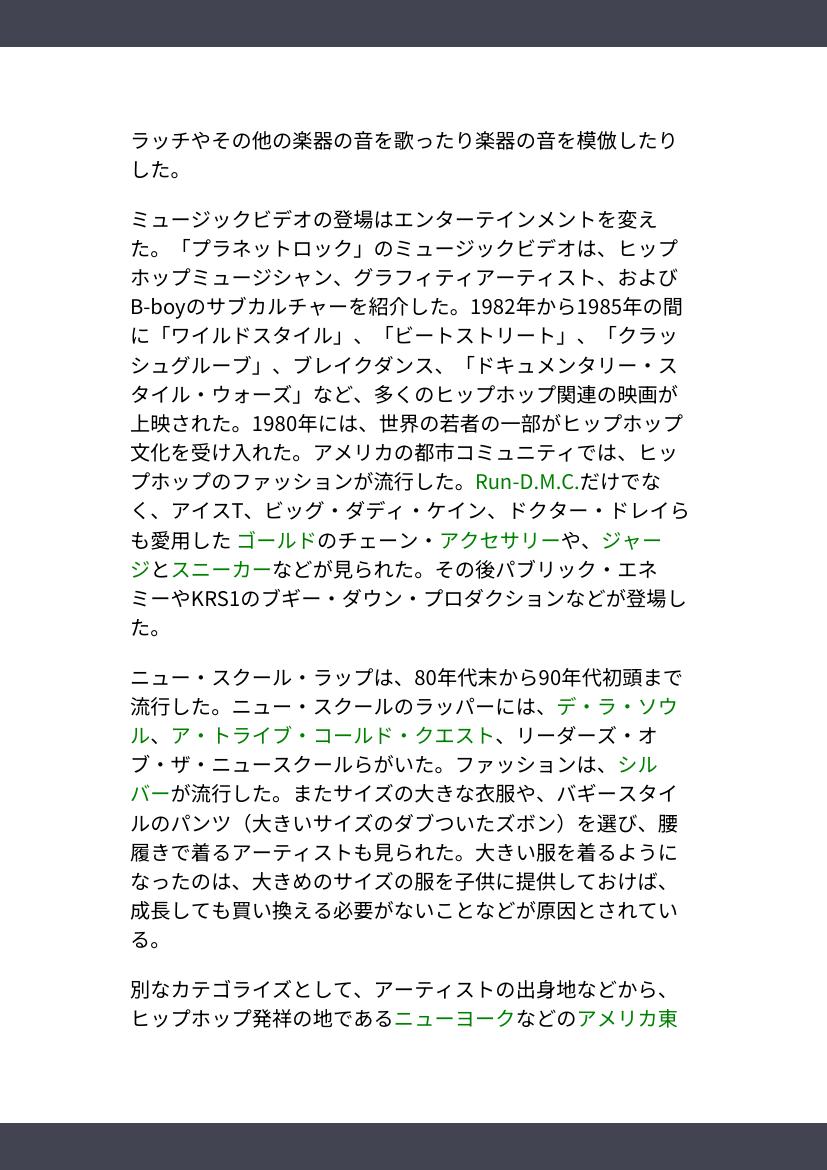 ラッチやその他の楽器の音を歌ったり楽器の音を模倣したり
した。
ミュージックビデオの登場はエンターテインメントを変え
た。「プラネットロック」のミュージックビデオは、ヒップ
ホップミュージシャン、グラフィティアーティスト、および
B-boyのサブカルチャーを紹介した。1982年から1985年の間
に「ワイルドスタイル」、「ビートストリート」、「クラッ
シュグルーブ」、ブレイクダンス、「ドキュメンタリー・ス
タイル・ウォーズ」など、多くのヒップホップ関連の映画が
上映された。1980年には、世界の若者の一部がヒップホップ
文化を受け入れた。アメリカの都市コミュニティでは、ヒッ
プホップのファッションが流行した。Run-D.M.C.だけでな
く、アイスT、ビッグ・ダディ・ケイン、ドクター・ドレイら
も愛用した ゴールドのチェーン・アクセサリーや、ジャー
ジとスニーカーなどが見られた。その後パブリック・エネ
ミーやKRS1のブギー・ダウン・プロダクションなどが登場し
た。
ニュー・スクール・ラップは、80年代末から90年代初頭まで
流行した。ニュー・スクールのラッパーには、デ・ラ・ソウ
ル、ア・トライブ・コールド・クエスト、リーダーズ・オ
ブ・ザ・ニュースクールらがいた。ファッションは、シル
バーが流行した。またサイズの大きな衣服や、バギースタイ
ルのパンツ（大きいサイズのダブついたズボン）を選び、腰
履きで着るアーティストも見られた。大きい服を着るように
なったのは、大きめのサイズの服を子供に提供しておけば、
成長しても買い換える必要がないことなどが原因とされてい
る。
別なカテゴライズとして、アーティストの出身地などから、
ヒップホップ発祥の地であるニューヨークなどのアメリカ東